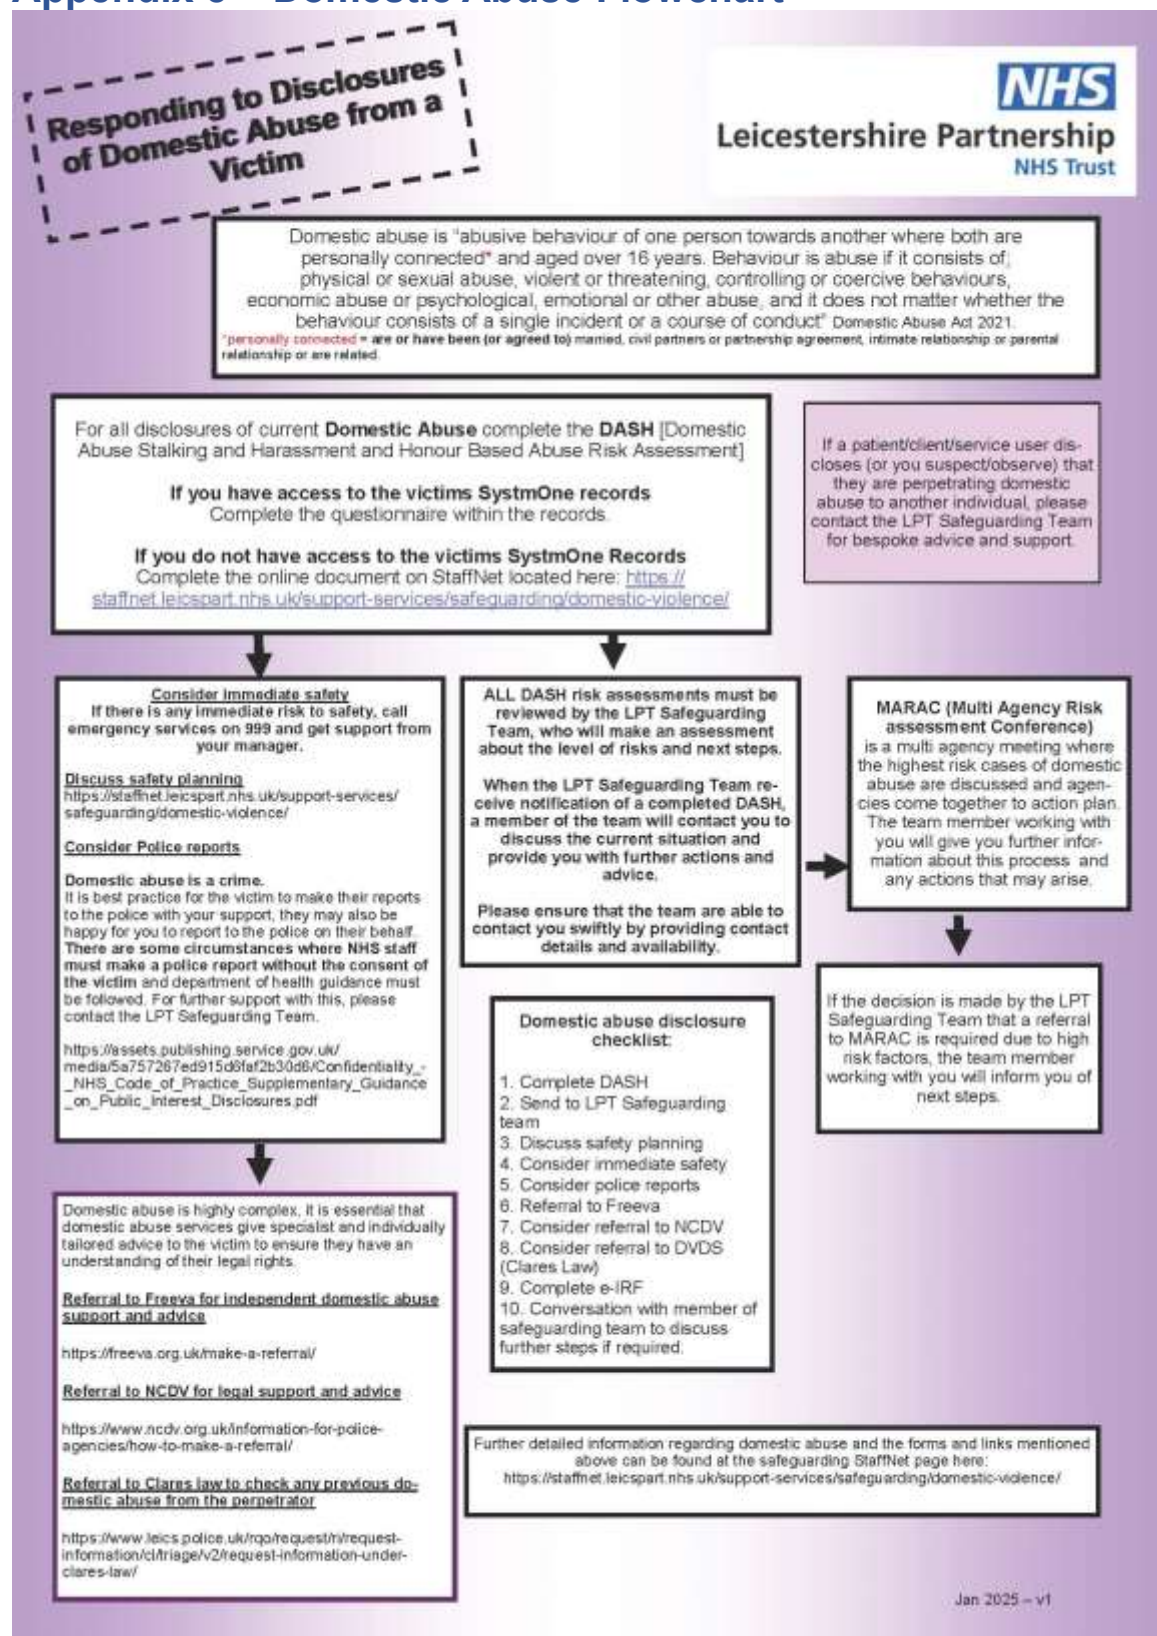 Appendix 6 – Domestic Abuse Flowchart
Responding to Disclosures
of Domestic Abuse from a
Victim
NHS
Leicestershire Partnership
NHS Trust
Domestic abuse is "abusive behaviour of one person towards another where both are
personally connected* and aged over 16 years. Behaviour is abuse if it consists of;
physical or sexual abuse, violent or threatening, controlling or coercive behaviours,
economic abuse or psychological, emotional or other abuse, and it does not matter whether the
behaviour consists of a single incident or a course of conduct" Domestic Abuse Act 2021.
*personally connected = are or have been (or agreed to) married, civil partners or partnership agreement, intimate relationship or parental
relationship or are related.
For all disclosures of current Domestic Abuse complete the DASH [Domestic
Abuse Stalking and Harassment and Honour Based Abuse Risk Assessment]
If you have access to the victims SystmOne records
Complete the questionnaire within the records.
If you do not have access to the victims SystmOne Records
Complete the online document on StaffNet located here: https://
staffnet.leicspart.nhs.uk/support-services/safeguarding/domestic-violence/
If a patient/client/service user dis-
closes (or you suspect/observe) that
they are perpetrating domestic
abuse to another individual, please
contact the LPT Safeguarding Team
for bespoke advice and support.
Consider immediate safety
If there is any immediate risk to safety, call
emergency services on 999 and get support from
your manager.
Discuss safety planning
https://staffnet.leicspart.nhs.uk/support-services/
safeguarding/domestic-violence/
Consider Police reports
Domestic abuse is a crime.
It is best practice for the victim to make their reports
to the police with your support, they may also be
happy for you to report to the police on their behalf.
There are some circumstances where NHS staff
must make a police report without the consent of
the victim and department of health guidance must
be followed. For further support with this, please
contact the LPT Safeguarding Team.
https://assets.publishing.service.gov.uk/
media/5a757267ed915d6faf2b30d6/Confidentiality_-
_NHS_Code_of_Practice_Supplementary_Guidance
_on_Public_Interest_Disclosures.pdf
ALL DASH risk assessments must be
reviewed by the LPT Safeguarding
Team, who will make an assessment
about the level of risks and next steps.
When the LPT Safeguarding Team re-
ceive notification of a completed DASH,
a member of the team will contact you to
discuss the current situation and
provide you with further actions and
advice.
Please ensure that the team are able to
contact you swiftly by providing contact
details and availability.
MARAC (Multi Agency Risk
assessment Conference)
is a multi agency meeting where
the highest risk cases of domestic
abuse are discussed and agen-
cies come together to action plan.
The team member working with
you will give you further infor-
mation about this process and
any actions that may arise.
If the decision is made by the LPT
Safeguarding Team that a referral
to MARAC is required due to high
risk factors, the team member
working with you will inform you of
next steps.
Domestic abuse disclosure
checklist:
1. Complete DASH
2. Send to LPT Safeguarding
team
3. Discuss safety planning
4. Consider immediate safety
5. Consider police reports
6. Referral to Freeva
7. Consider referral to NCDV
8. Consider referral to DVDS
(Clares Law)
9. Complete e-IRF
10. Conversation with member of
safeguarding team to discuss
further steps if required.
Domestic abuse is highly complex, it is essential that
domestic abuse services give specialist and individually
tailored advice to the victim to ensure they have an
understanding of their legal rights.
Referral to Freeva for independent domestic abuse
support and advice
https://freeva.org.uk/make-a-referral/
Referral to NCDV for legal support and advice
https://www.ncdv.org.uk/information-for-police-
agencies/how-to-make-a-referral/
Referral to Clares law to check any previous do-
mestic abuse from the perpetrator
https://www.leics.police.uk/rqo/request/ri/request-
information/cl/triage/v2/request-information-under-
clares-law/
Further detailed information regarding domestic abuse and the forms and links mentioned
above can be found at the safeguarding StaffNet page here:
https://staffnet.leicspart.nhs.uk/support-services/safeguarding/domestic-violence/
Jan 2025 – v1